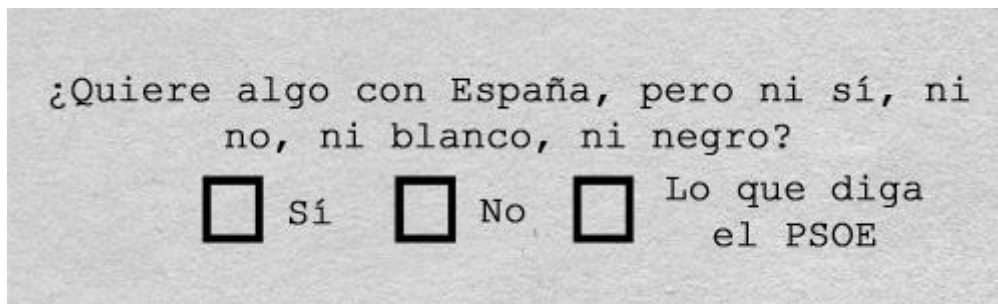 ¿Quiere algo con España, pero ni sí, ni
no, ni blanco, ni negro?
Sí
No
Lo que diga
el PSOE